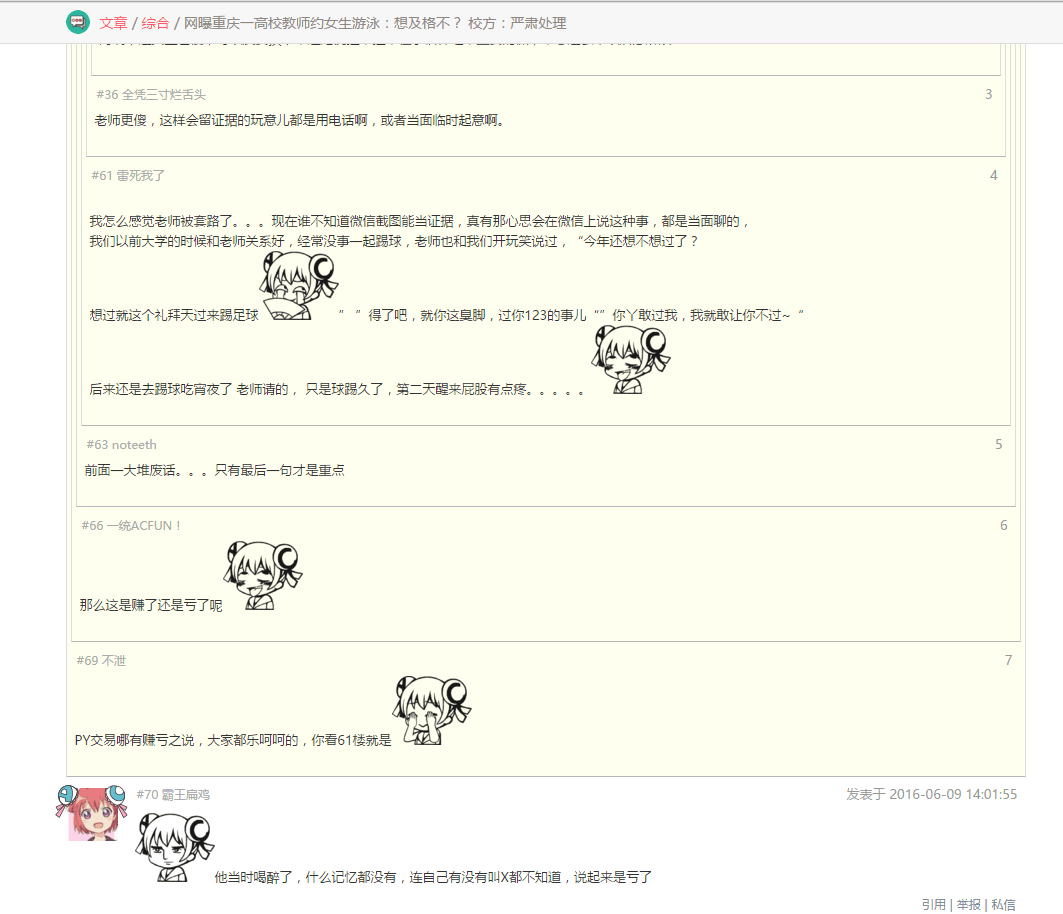 文章 / 综合 / 网曝重庆一高校教师约女生游泳：想及格不？ 校方：严肃处理
#36 全凭三寸烂舌头 3
老师更傻，这样会留证据的玩意儿都是用电话啊，或者当面临时起意啊。
#61 雷死我了 4
我怎么感觉老师被套路了。。。现在谁不知道微信截图能当证据，真有那心思会在微信上说这种事，都是当面聊的，
我们以前大学的时候和老师关系好，经常没事一起踢球，老师也和我们开玩笑说过，“今年还想不想过了？
想过就这个礼拜天过来踢足球 ” ”得了吧，就你这臭脚，过你123的事儿“”你丫敢过我，我就敢让你不过~“
后来还是去踢球吃宵夜了 老师请的， 只是球踢久了，第二天醒来屁股有点疼。。。。。
#63 noteeth 5
前面一大堆废话。。。只有最后一句才是重点
#66 一统ACFUN！ 6
那么这是赚了还是亏了呢
#69 不泄 7
PY交易哪有赚亏之说，大家都乐呵呵的，你看61楼就是
#70 霸王扁鸡 发表于 2016-06-09 14:01:55
他当时喝醉了，什么记忆都没有，连自己有没有叫X都不知道，说起来是亏了
引用 | 举报 | 私信